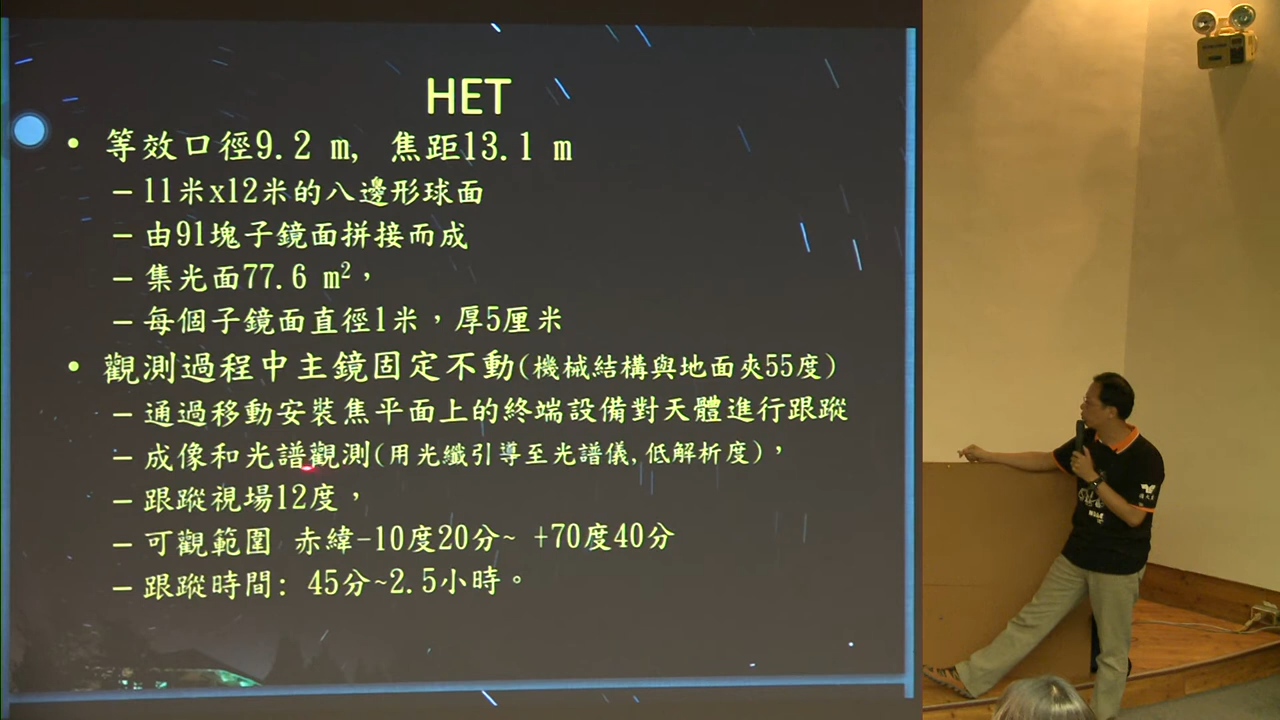 HET
• 等效口徑9.2 m, 焦距13.1 m
– 11米x12米的八邊形球面
– 由91塊子鏡面拼接而成
– 集光面77.6 m²，
– 每個子鏡面直徑1米，厚5厘米
• 觀測過程中主鏡固定不動(機械結構與地面夾55度)
– 通過移動安裝焦平面上的終端設備對天體進行跟蹤
– 成像和光譜觀測(用光纖引導至光譜儀,低解析度)，
– 跟蹤視場12度，
– 可觀範圍 赤緯-10度20分~ +70度40分
– 跟蹤時間: 45分~2.5小時。